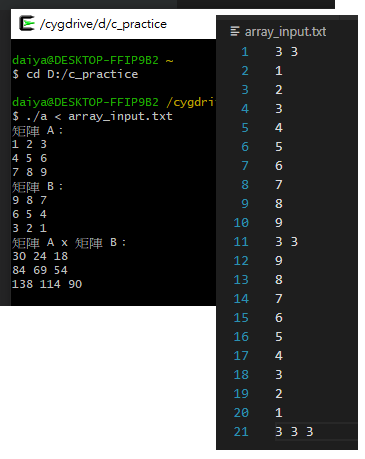 /cygdrive/d/c_practice
daiya@DESKTOP-FFIP9B2 ~
$ cd D:/c_practice
daiya@DESKTOP-FFIP9B2 /cygdri
$ ./a < array_input.txt
矩陣 A：
1 2 3
4 5 6
7 8 9
矩陣 B：
9 8 7
6 5 4
3 2 1
矩陣 A x 矩陣 B：
30 24 18
84 69 54
138 114 90
array_input.txt
1 3 3
2 1
3 2
4 3
5 4
6 5
7 6
8 7
9 8
10 9
11 3 3
12 9
13 8
14 7
15 6
16 5
17 4
18 3
19 2
20 1
21 3 3 3